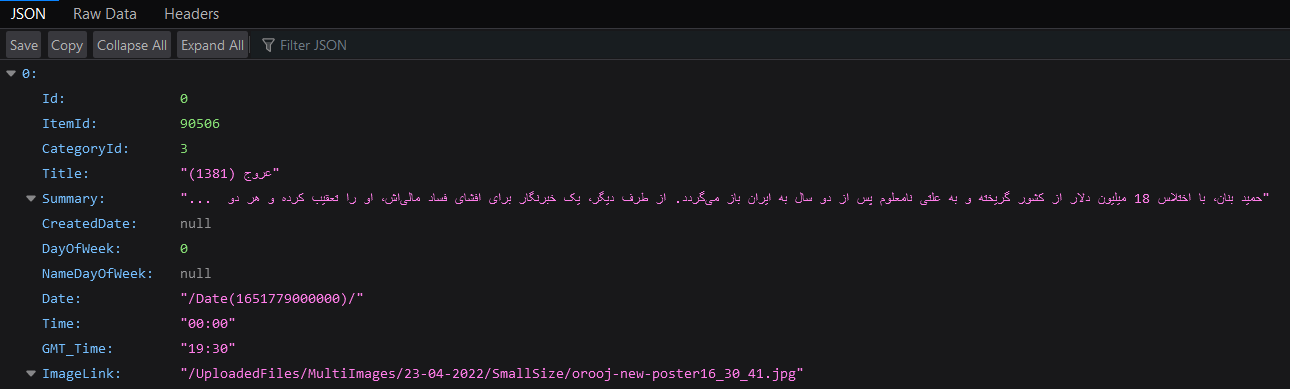 JSON Raw Data Headers
Save Copy Collapse All Expand All Filter JSON
0:
Id: 0
ItemId: 90506
CategoryId: 3
Title: "عروج (1381)"
Summary: "حمید بنان، با اختلاس 18 میلیون دلار از کشور گریخته و به علتی نامعلوم پس از دو سال به ایران باز می‌گردد. از طرف دیگر، یک خبرنگار برای افشای فساد مالی‌اش، او را تعقیب کرده و هر دو ..."
CreatedDate: null
DayOfWeek: 0
NameDayOfWeek: null
Date: "/Date(1651779000000)/"
Time: "00:00"
GMT_Time: "19:30"
ImageLink: "/UploadedFiles/MultiImages/23-04-2022/SmallSize/orooj-new-poster16_30_41.jpg"